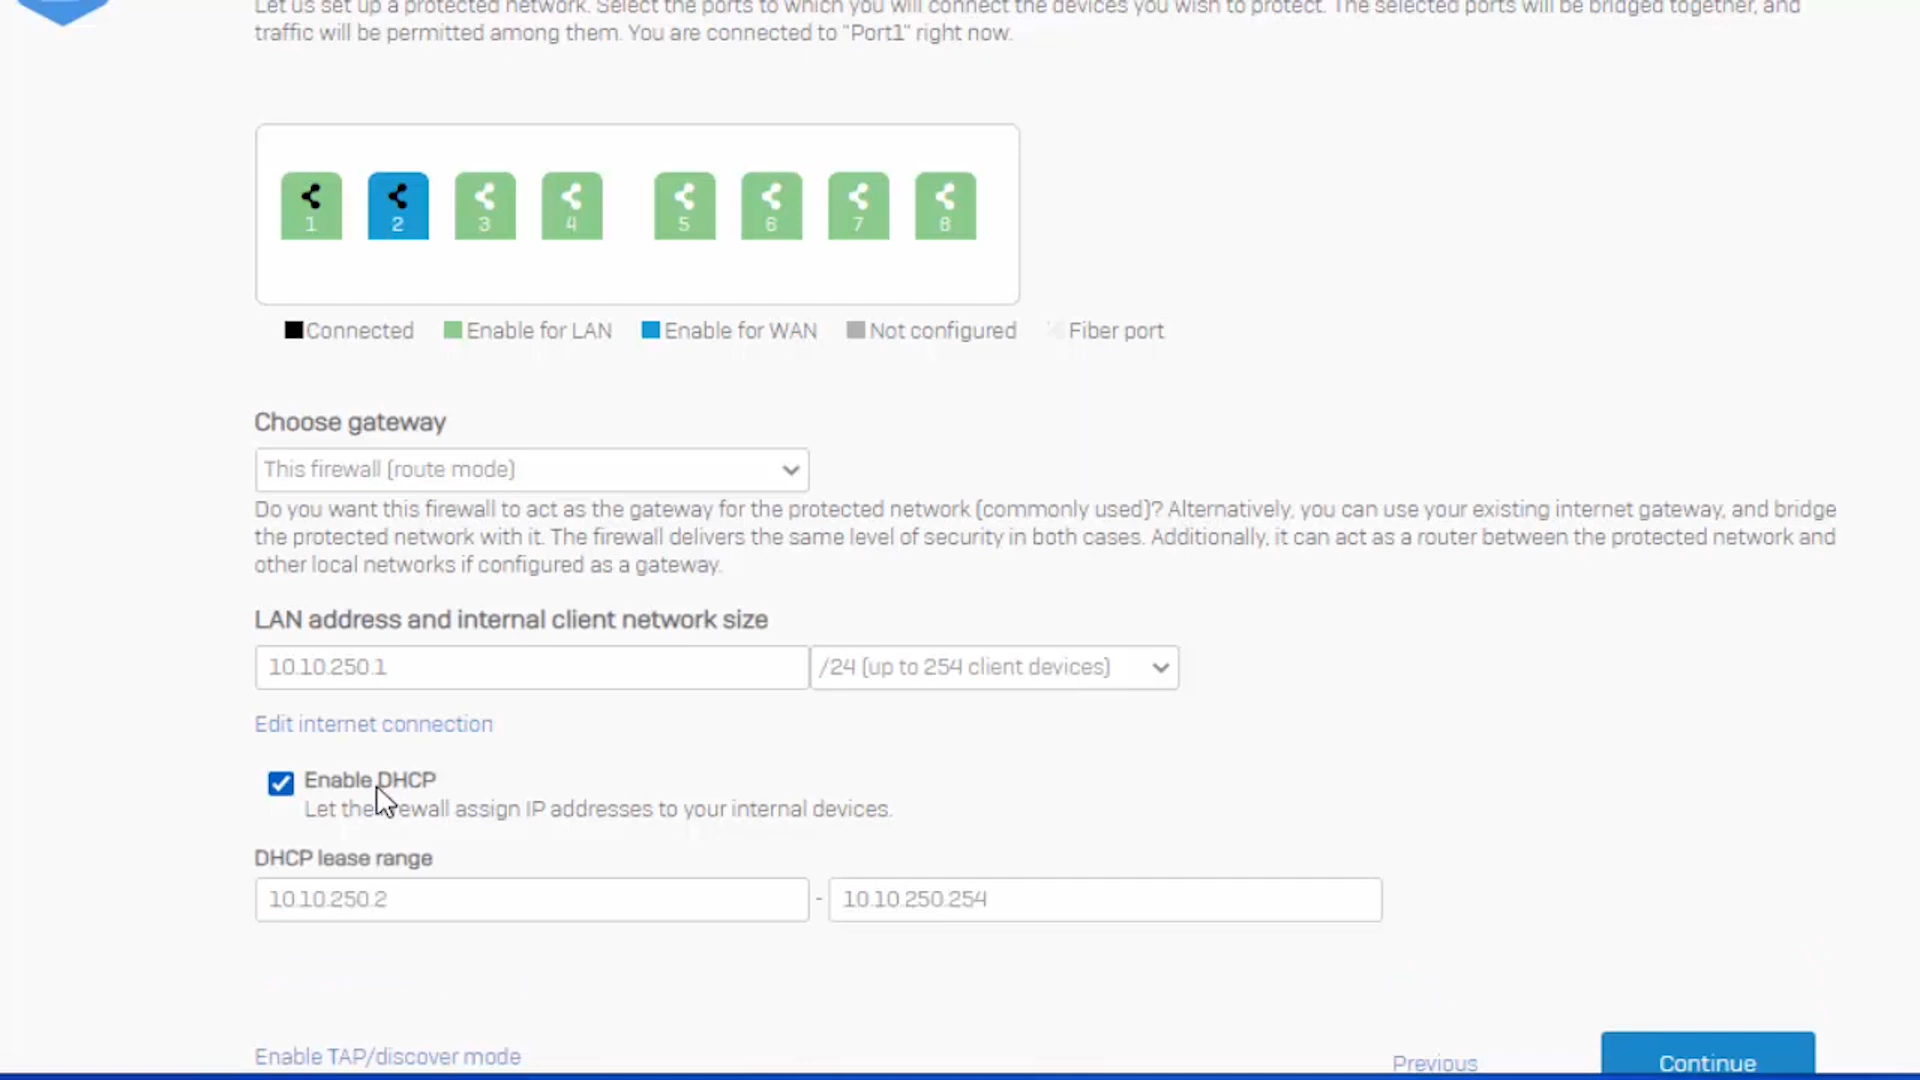 Let us set up a protected network. Select the ports to which you will connect the devices you wish to protect. The selected ports will be bridged together, and
traffic will be permitted among them. You are connected to "Port1" right now.
1 2 3 4 5 6 7 8
Connected Enable for LAN Enable for WAN Not configured Fiber port
Choose gateway
This firewall (route mode)
Do you want this firewall to act as the gateway for the protected network (commonly used)? Alternatively, you can use your existing internet gateway, and bridge
the protected network with it. The firewall delivers the same level of security in both cases. Additionally, it can act as a router between the protected network and
other local networks if configured as a gateway.
LAN address and internal client network size
10.10.250.1 /24 (up to 254 client devices)
Edit internet connection
Enable DHCP
Let the firewall assign IP addresses to your internal devices.
DHCP lease range
10.10.250.2 - 10.10.250.254
Enable TAP/discover mode Previous Continue